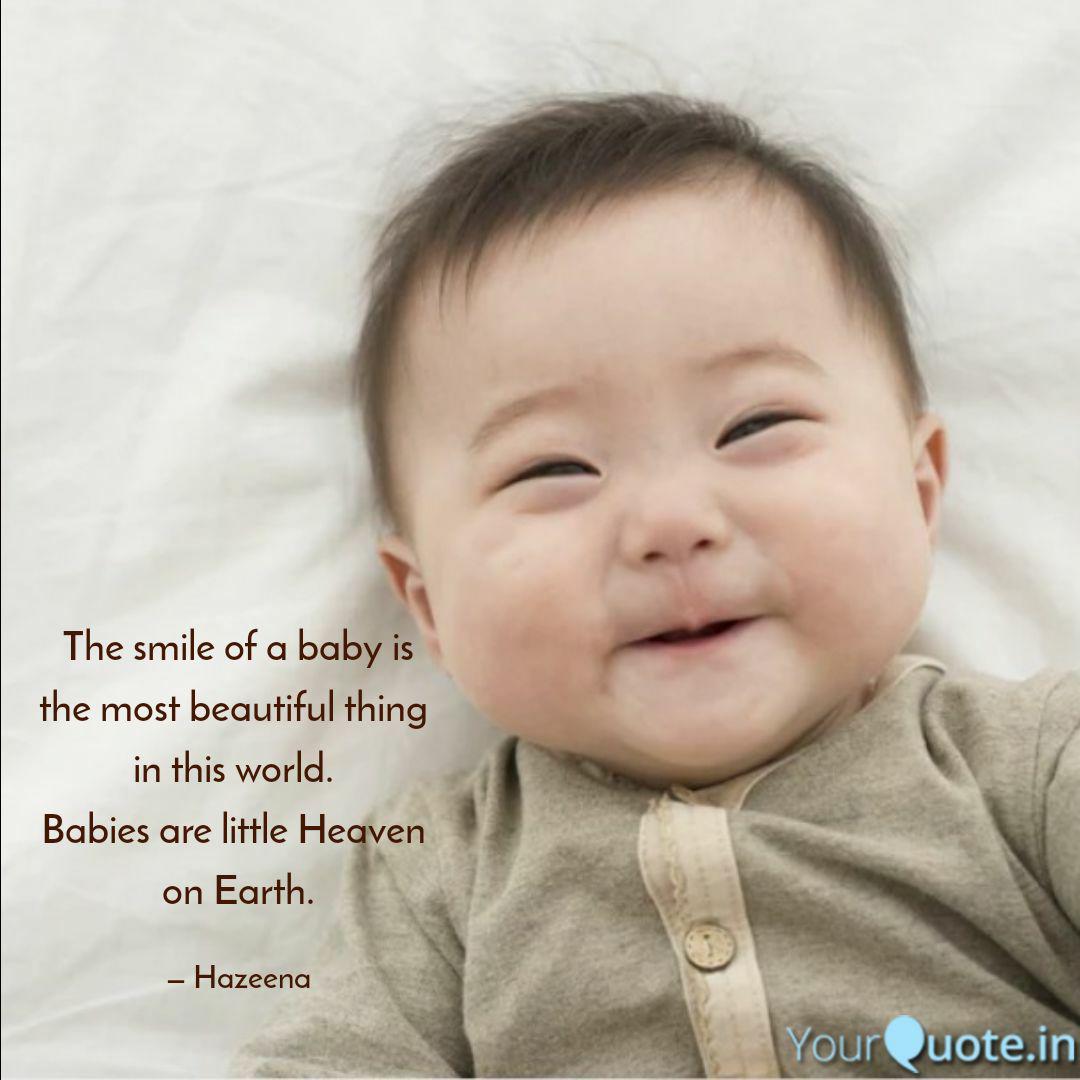 The smile of a baby is
the most beautiful thing
in this world.
Babies are little Heaven
on Earth.
– Hazeena
YourQuote.in